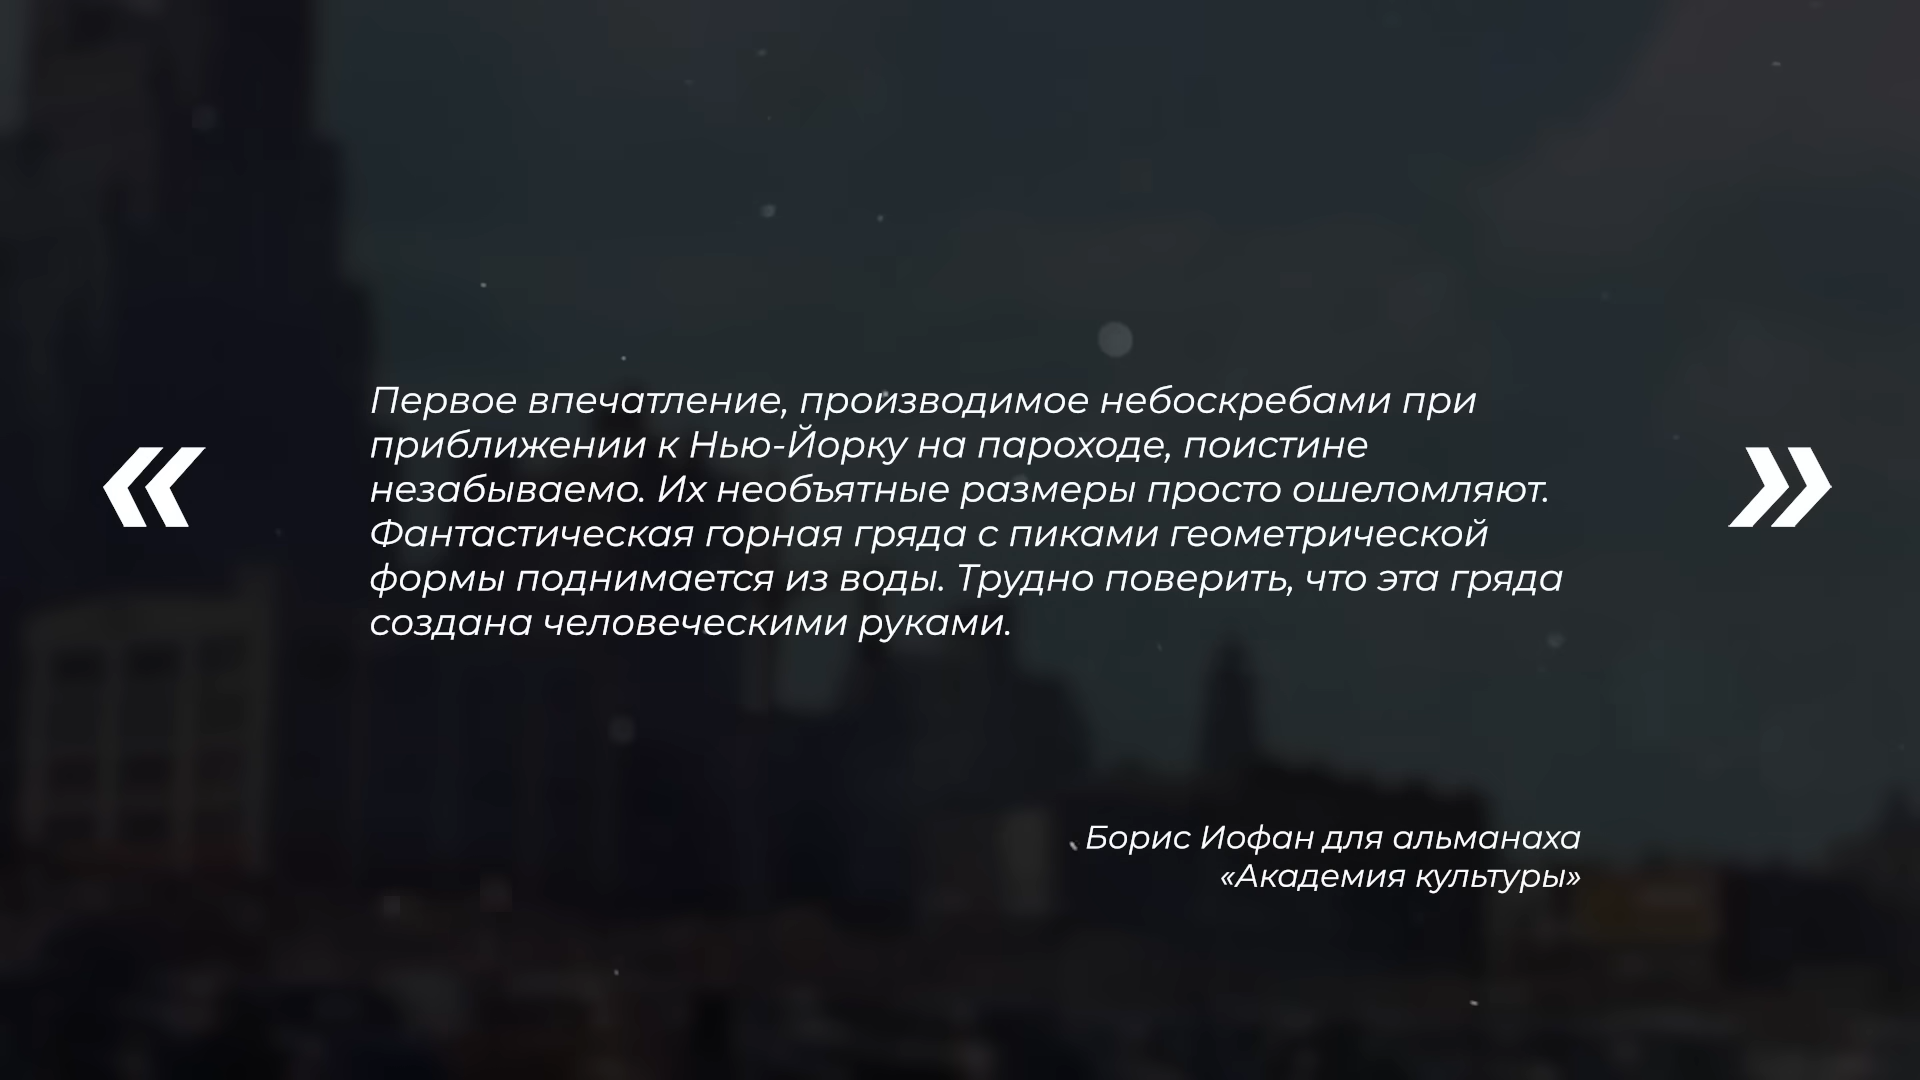 «
Первое впечатление, производимое небоскребами при
приближении к Нью-Йорку на пароходе, поистине
незабываемо. Их необъятные размеры просто ошеломляют.
Фантастическая горная гряда с пиками геометрической
формы поднимается из воды. Трудно поверить, что эта гряда
создана человеческими руками.
»
Борис Иофан для альманаха
«Академия культуры»